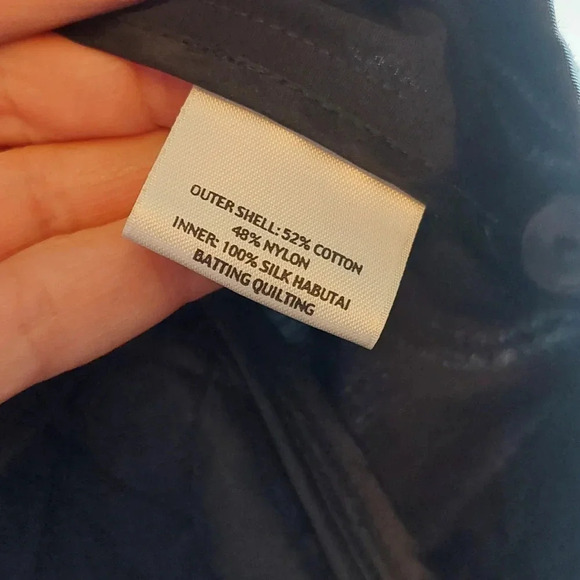 OUTER SHELL: 52% COTTON
48% NYLON
INNER: 100% SILK HABUTAI
BATTING QUILTING